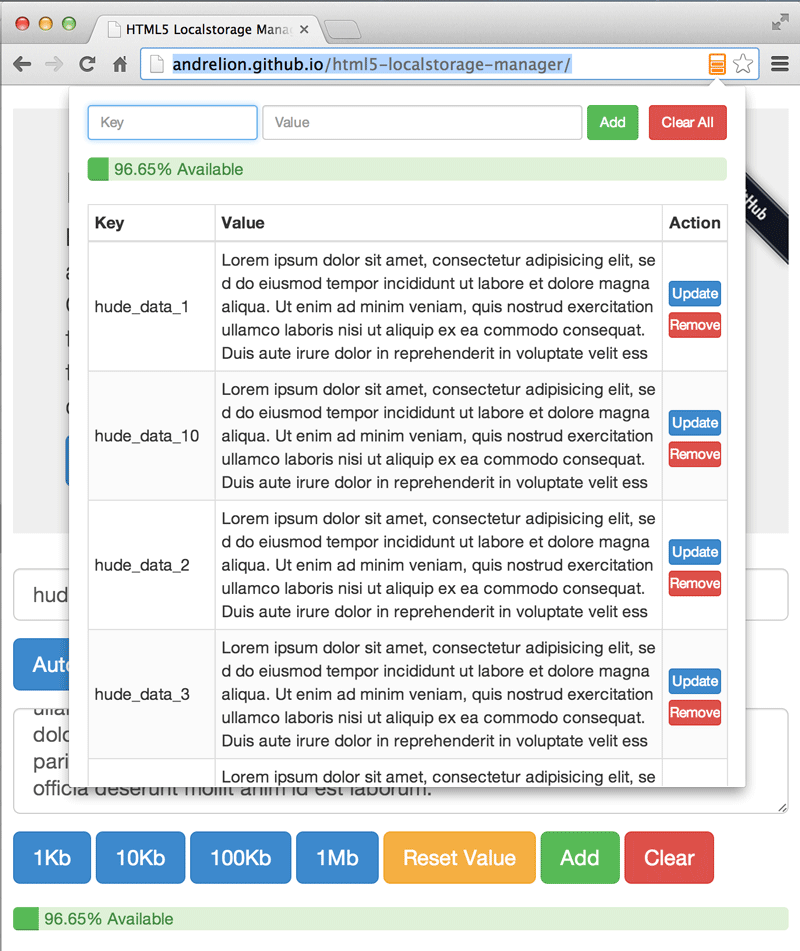 HTML5 Localstorage Mana
andrelion.github.io/html5-localstorage-manager/
Key Value Add Clear All
96.65% Available
Hub
Key Value Action
hude_data_1
Lorem ipsum dolor sit amet, consectetur adipisicing elit, se
d do eiusmod tempor incididunt ut labore et dolore magna
aliqua. Ut enim ad minim veniam, quis nostrud exercitation
ullamco laboris nisi ut aliquip ex ea commodo consequat.
Duis aute irure dolor in reprehenderit in voluptate velit ess
Update
Remove
hude_data_10
Lorem ipsum dolor sit amet, consectetur adipisicing elit, se
d do eiusmod tempor incididunt ut labore et dolore magna
aliqua. Ut enim ad minim veniam, quis nostrud exercitation
ullamco laboris nisi ut aliquip ex ea commodo consequat.
Duis aute irure dolor in reprehenderit in voluptate velit ess
Update
Remove
hude_data_2
Lorem ipsum dolor sit amet, consectetur adipisicing elit, se
d do eiusmod tempor incididunt ut labore et dolore magna
aliqua. Ut enim ad minim veniam, quis nostrud exercitation
ullamco laboris nisi ut aliquip ex ea commodo consequat.
Duis aute irure dolor in reprehenderit in voluptate velit ess
Update
Remove
hude_data_3
Lorem ipsum dolor sit amet, consectetur adipisicing elit, se
d do eiusmod tempor incididunt ut labore et dolore magna
aliqua. Ut enim ad minim veniam, quis nostrud exercitation
ullamco laboris nisi ut aliquip ex ea commodo consequat.
Duis aute irure dolor in reprehenderit in voluptate velit ess
Update
Remove
Lorem ipsum dolor sit amet, consectetur adipisicing elit, se
hud
Auto
ullar
dolo
pari
officia deserunt mollit anim id est laborum.
1Kb 10Kb 100Kb 1Mb Reset Value Add Clear
96.65% Available